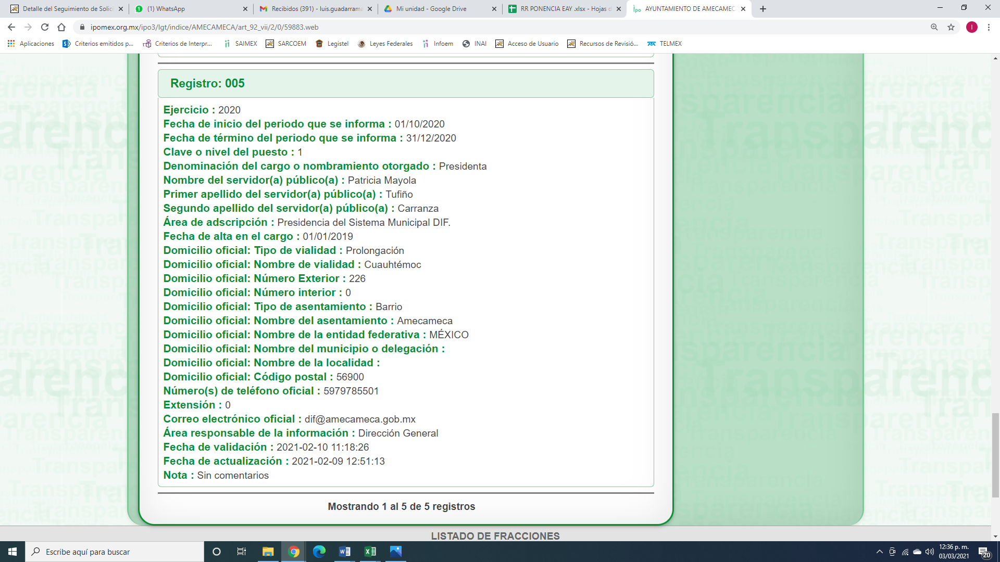 Detalle del Seguimiento de Solici
(1) WhatsApp
Recibidos (391) - luis.guadarrama
Mi unidad - Google Drive
RR PONENCIA EAY .xlsx - Hojas d
AYUNTAMIENTO DE AMECAMEC
ipomex.org.mx/ipo3/lgt/indice/AMECAMECA/art_92_vii/2/0/59883.web
Aplicaciones
Criterios emitidos p...
Criterios de Interpr...
SAIMEX
SARCOEM
Legistel
Leyes Federales
Infoem
INAI
Acceso de Usuario
Recursos de Revisió...
TELMEX
Registro: 005
Ejercicio : 2020
Fecha de inicio del periodo que se informa : 01/10/2020
Fecha de término del periodo que se informa : 31/12/2020
Clave o nivel del puesto : 1
Denominación del cargo o nombramiento otorgado : Presidenta
Nombre del servidor(a) público(a) : Patricia Mayola
Primer apellido del servidor(a) público(a) : Tufiño
Segundo apellido del servidor(a) público(a) : Carranza
Área de adscripción : Presidencia del Sistema Municipal DIF.
Fecha de alta en el cargo : 01/01/2019
Domicilio oficial: Tipo de vialidad : Prolongación
Domicilio oficial: Nombre de vialidad : Cuauhtémoc
Domicilio oficial: Número Exterior : 226
Domicilio oficial: Número interior : 0
Domicilio oficial: Tipo de asentamiento : Barrio
Domicilio oficial: Nombre del asentamiento : Amecameca
Domicilio oficial: Nombre de la entidad federativa : MÉXICO
Domicilio oficial: Nombre del municipio o delegación :
Domicilio oficial: Nombre de la localidad :
Domicilio oficial: Código postal : 56900
Número(s) de teléfono oficial : 5979785501
Extensión : 0
Correo electrónico oficial : dif@amecameca.gob.mx
Área responsable de la información : Dirección General
Fecha de validación : 2021-02-10 11:18:26
Fecha de actualización : 2021-02-09 12:51:13
Nota : Sin comentarios
Mostrando 1 al 5 de 5 registros
LISTADO DE FRACCIONES
Escribe aquí para buscar
12:36 p. m.
03/03/2021
20